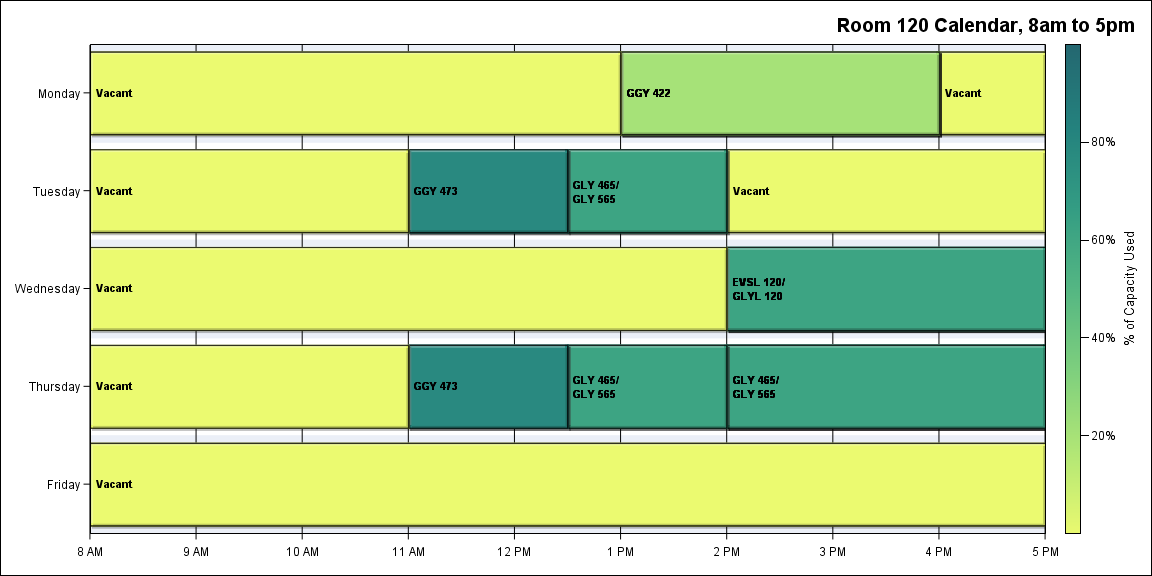 Room 120 Calendar, 8am to 5pm
Monday
Vacant
GGY 422
Vacant
Tuesday
Vacant
GGY 473
GLY 465/
GLY 565
Vacant
Wednesday
Vacant
EVSL 120/
GLYL 120
Thursday
Vacant
GGY 473
GLY 465/
GLY 565
GLY 465/
GLY 565
Friday
Vacant
8 AM
9 AM
10 AM
11 AM
12 PM
1 PM
2 PM
3 PM
4 PM
5 PM
80%
60%
40%
20%
% of Capacity Used